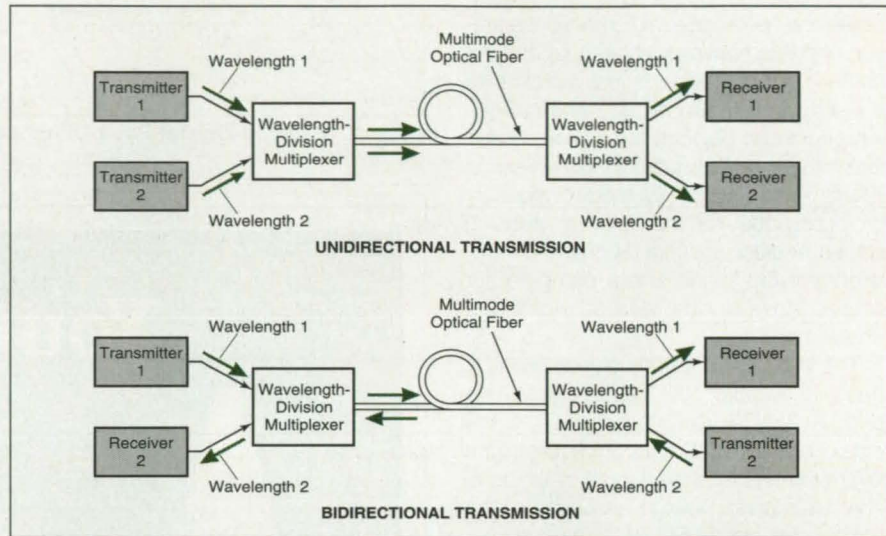 Multimode
Optical Fiber
Wavelength 1
Wavelength 1
Transmitter
1
Wavelength-
Division
Multiplexer
Wavelength-
Division
Multiplexer
Receiver
1
Transmitter
2
Receiver
2
Wavelength 2
Wavelength 2
UNIDIRECTIONAL TRANSMISSION
Multimode
Optical Fiber
Wavelength 1
Wavelength 1
Transmitter
1
Wavelength-
Division
Multiplexer
Wavelength-
Division
Multiplexer
Receiver
1
Receiver
2
Transmitter
2
Wavelength 2
Wavelength 2
BIDIRECTIONAL TRANSMISSION